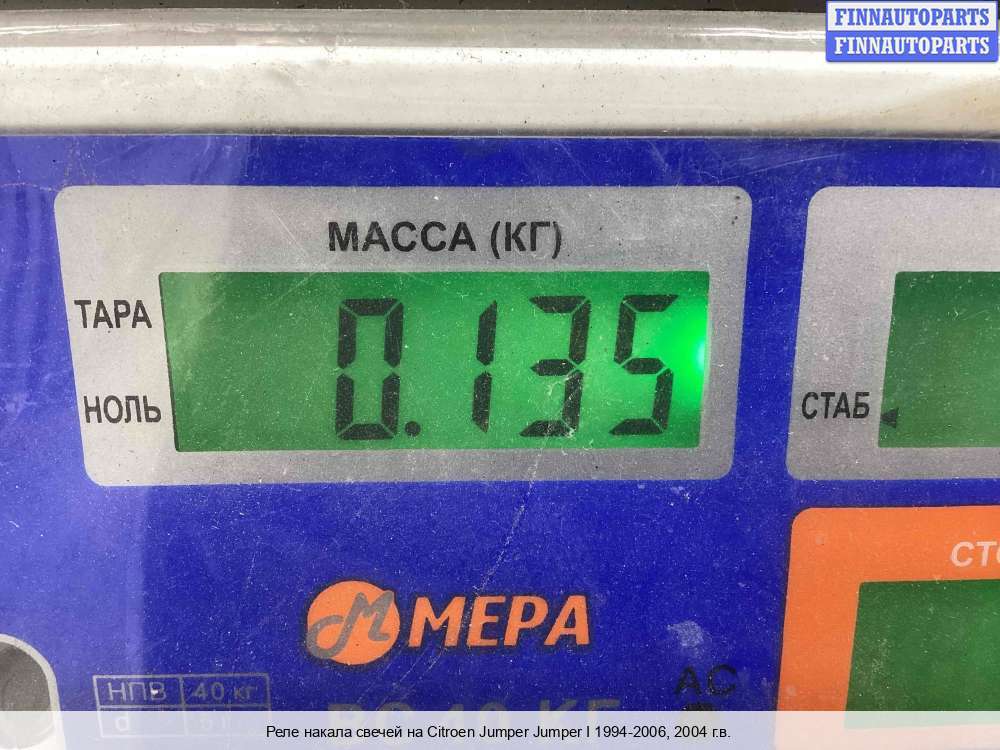 FINNAUTOPARTS
FINNAUTOPARTS
МАССА (КГ)
ТАРА
0.135
НОЛЬ
СТАБ
МЕРА
НПВ 40 кг
d
AC
Реле накала свечей на Citroen Jumper Jumper I 1994-2006, 2004 г.в.